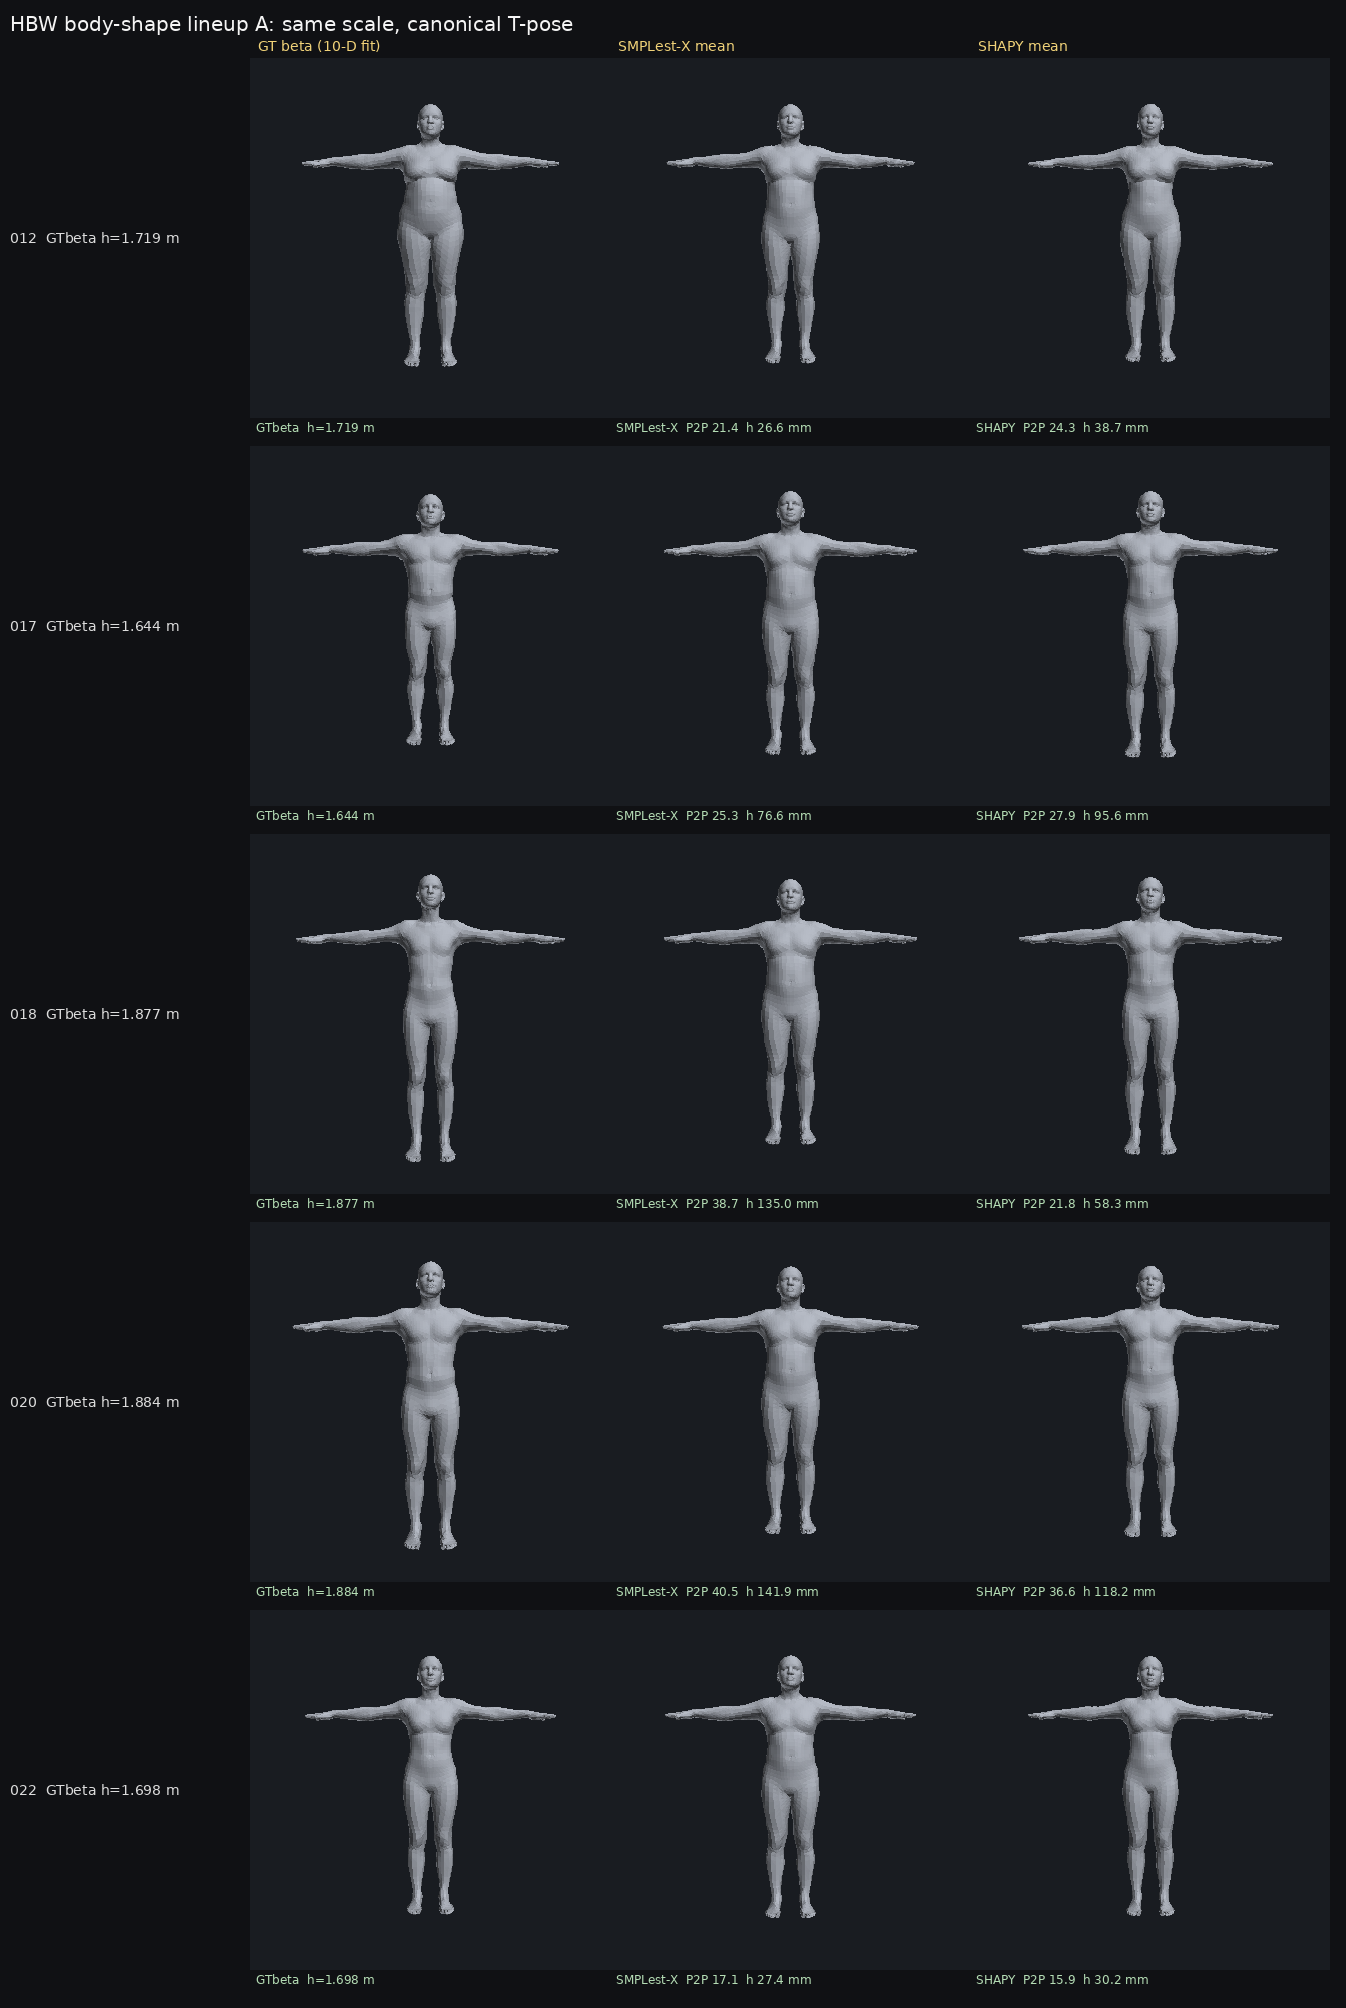 HBW body-shape lineup A: same scale, canonical T-pose
GT beta (10-D fit) SMPLest-X mean SHAPY mean
012 GTbeta h=1.719 m
GTbeta h=1.719 m SMPLest-X P2P 21.4 h 26.6 mm SHAPY P2P 24.3 h 38.7 mm
017 GTbeta h=1.644 m
GTbeta h=1.644 m SMPLest-X P2P 25.3 h 76.6 mm SHAPY P2P 27.9 h 95.6 mm
018 GTbeta h=1.877 m
GTbeta h=1.877 m SMPLest-X P2P 38.7 h 135.0 mm SHAPY P2P 21.8 h 58.3 mm
020 GTbeta h=1.884 m
GTbeta h=1.884 m SMPLest-X P2P 40.5 h 141.9 mm SHAPY P2P 36.6 h 118.2 mm
022 GTbeta h=1.698 m
GTbeta h=1.698 m SMPLest-X P2P 17.1 h 27.4 mm SHAPY P2P 15.9 h 30.2 mm